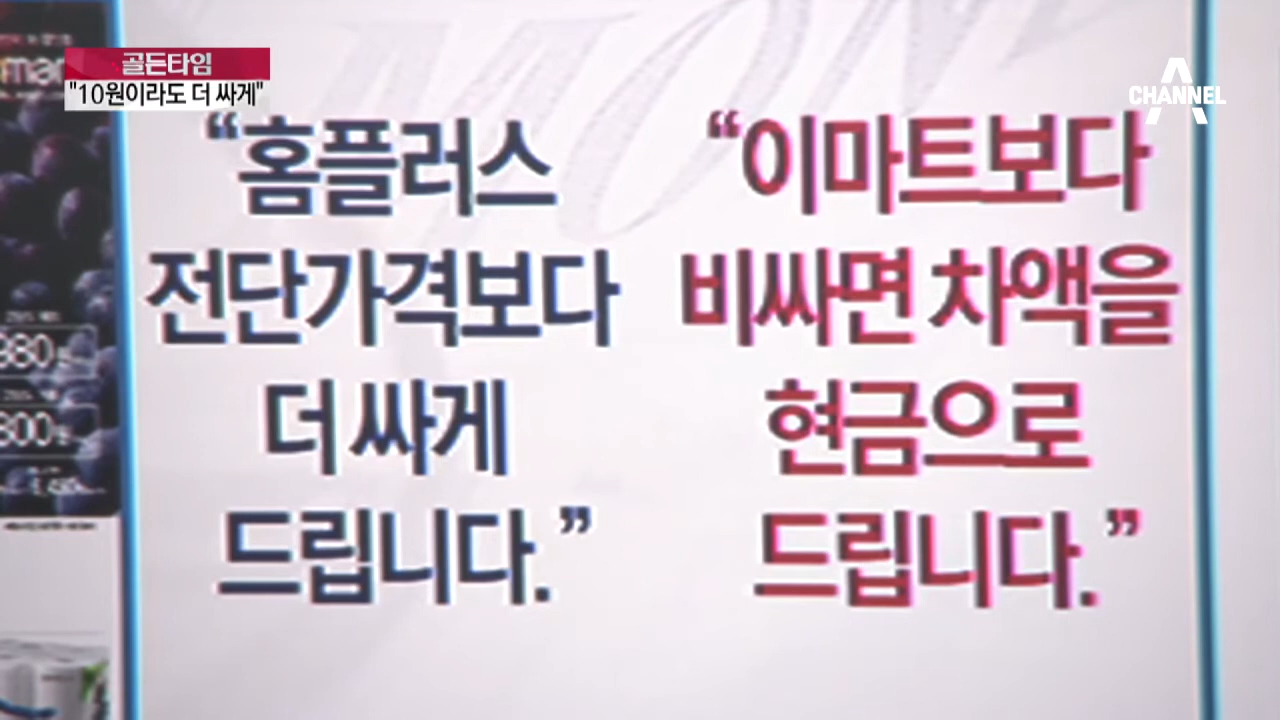 골든타임
"10원이라도 더 싸게"
CHANNEL
“홈플러스
전단가격보다
더 싸게
드립니다.”
“이마트보다
비싸면 차액을
현금으로
드립니다.”
880
800